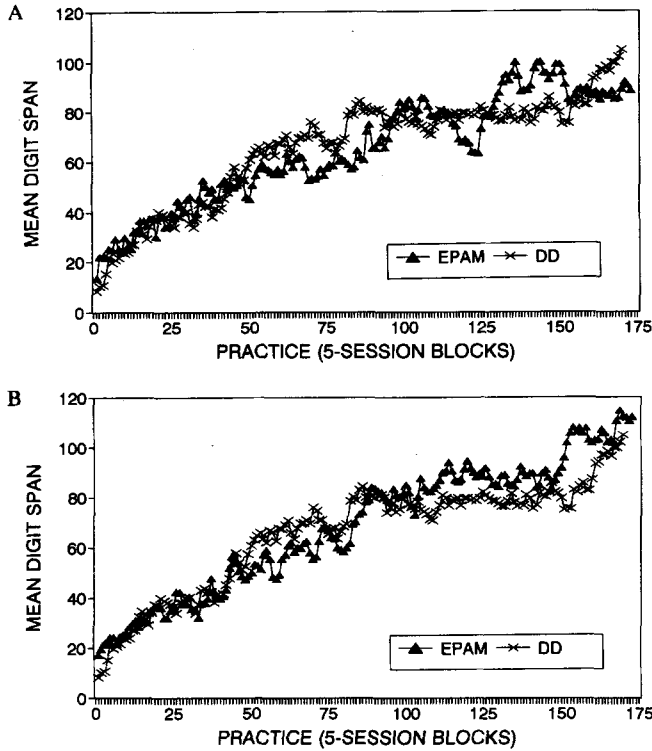 A
MEAN DIGIT SPAN
120
100
80
60
40
20
0
EPAM DD
0 25 50 75 100 125 150 175
PRACTICE (5-SESSION BLOCKS)
B
MEAN DIGIT SPAN
120
100
80
60
40
20
0
EPAM DD
0 25 50 75 100 125 150 175
PRACTICE (5-SESSION BLOCKS)